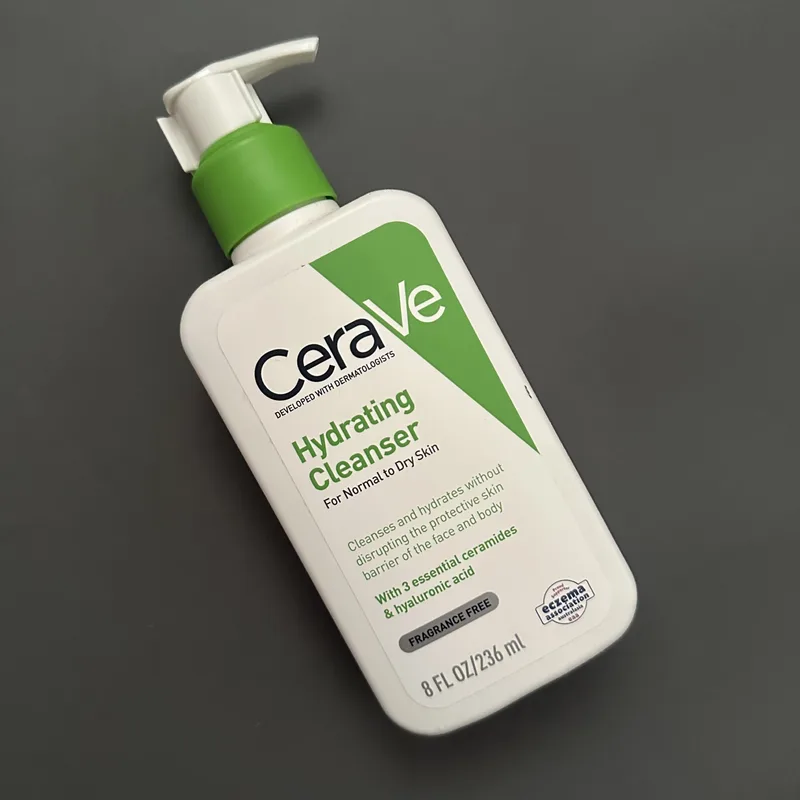 CeraVe
DEVELOPED WITH DERMATOLOGISTS
Hydrating
Cleanser
For Normal to Dry Skin
Cleanses and hydrates without
disrupting the protective skin
barrier of the face and body
With 3 essential ceramides
& hyaluronic acid
FRAGRANCE FREE
eczema
association
australasia
8 FL OZ/236 ml